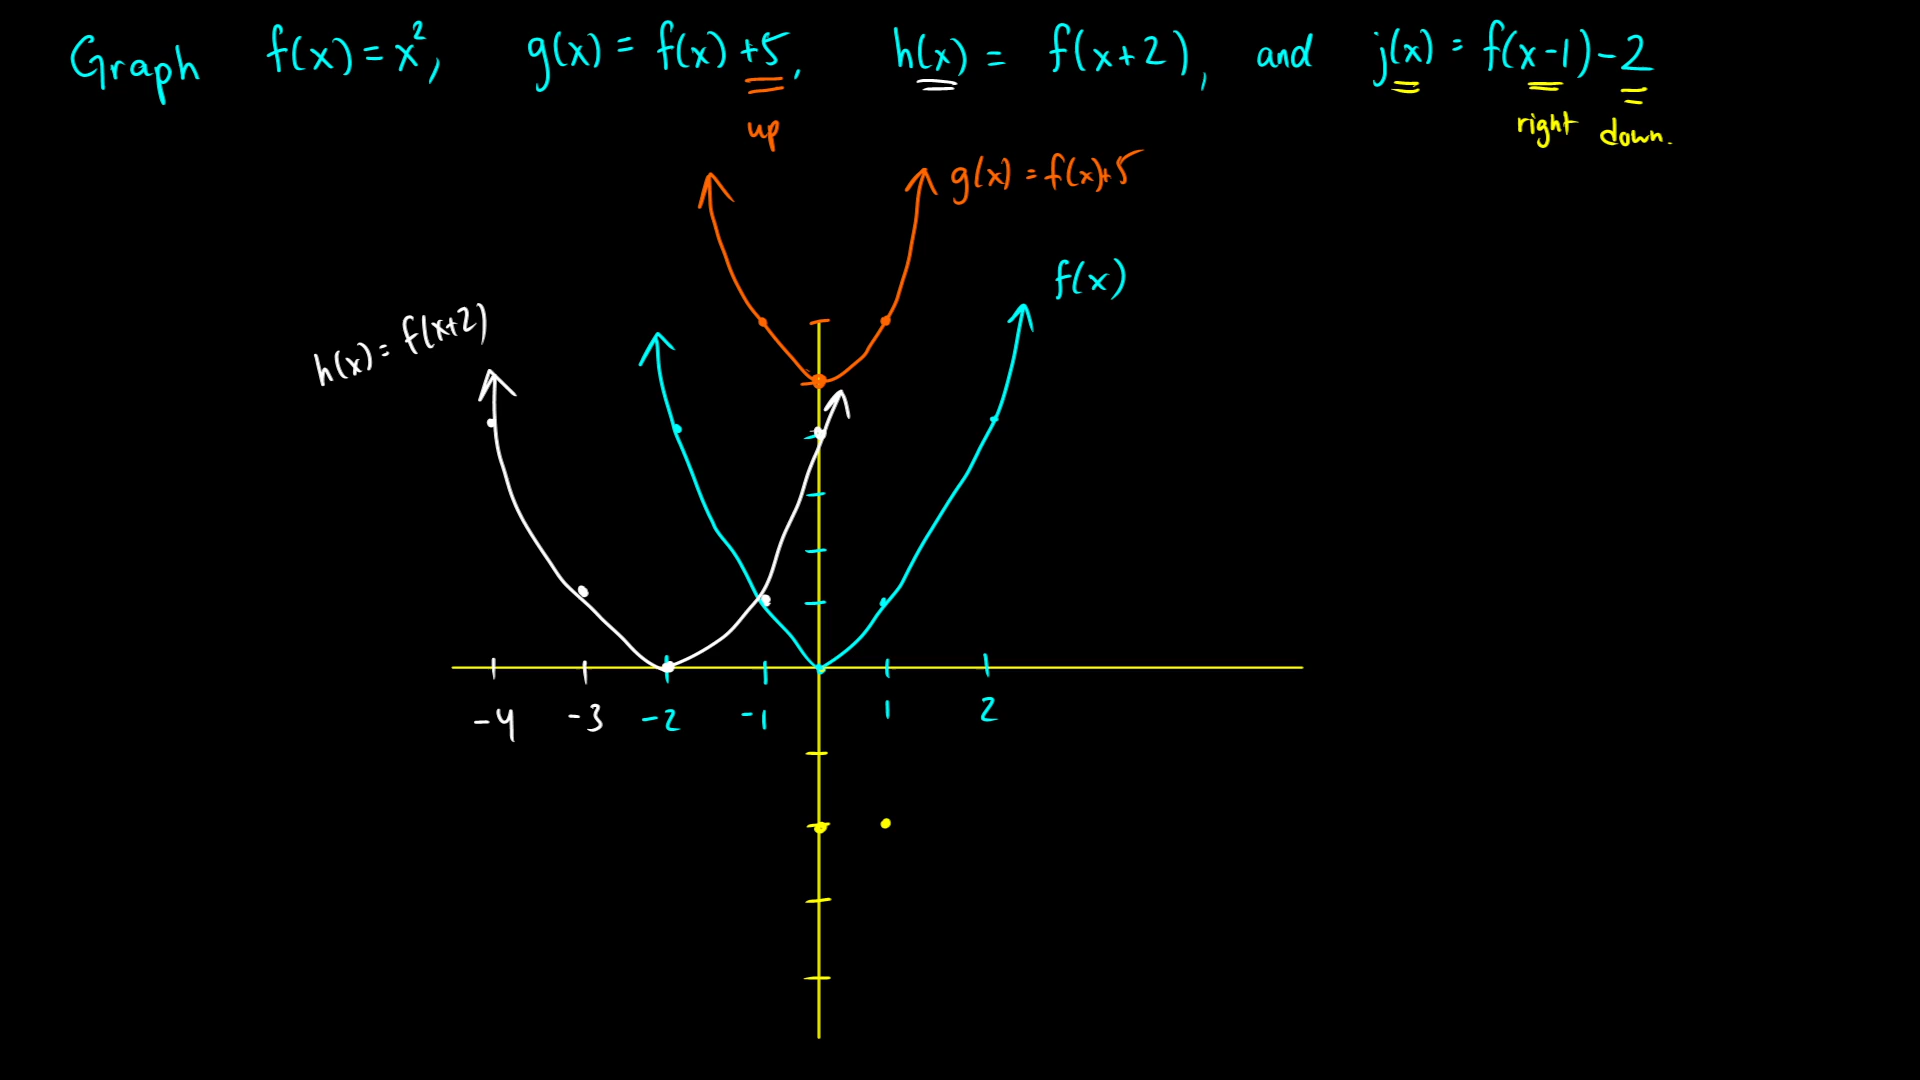 Graph f(x) = x², g(x) = f(x) +5, h(x) = f(x+2), and j(x) = f(x-1)-2
up
right down.
g(x) = f(x)+5
f(x)
h(x) = f(x+2)
-4 -3 -2 -1 1 2